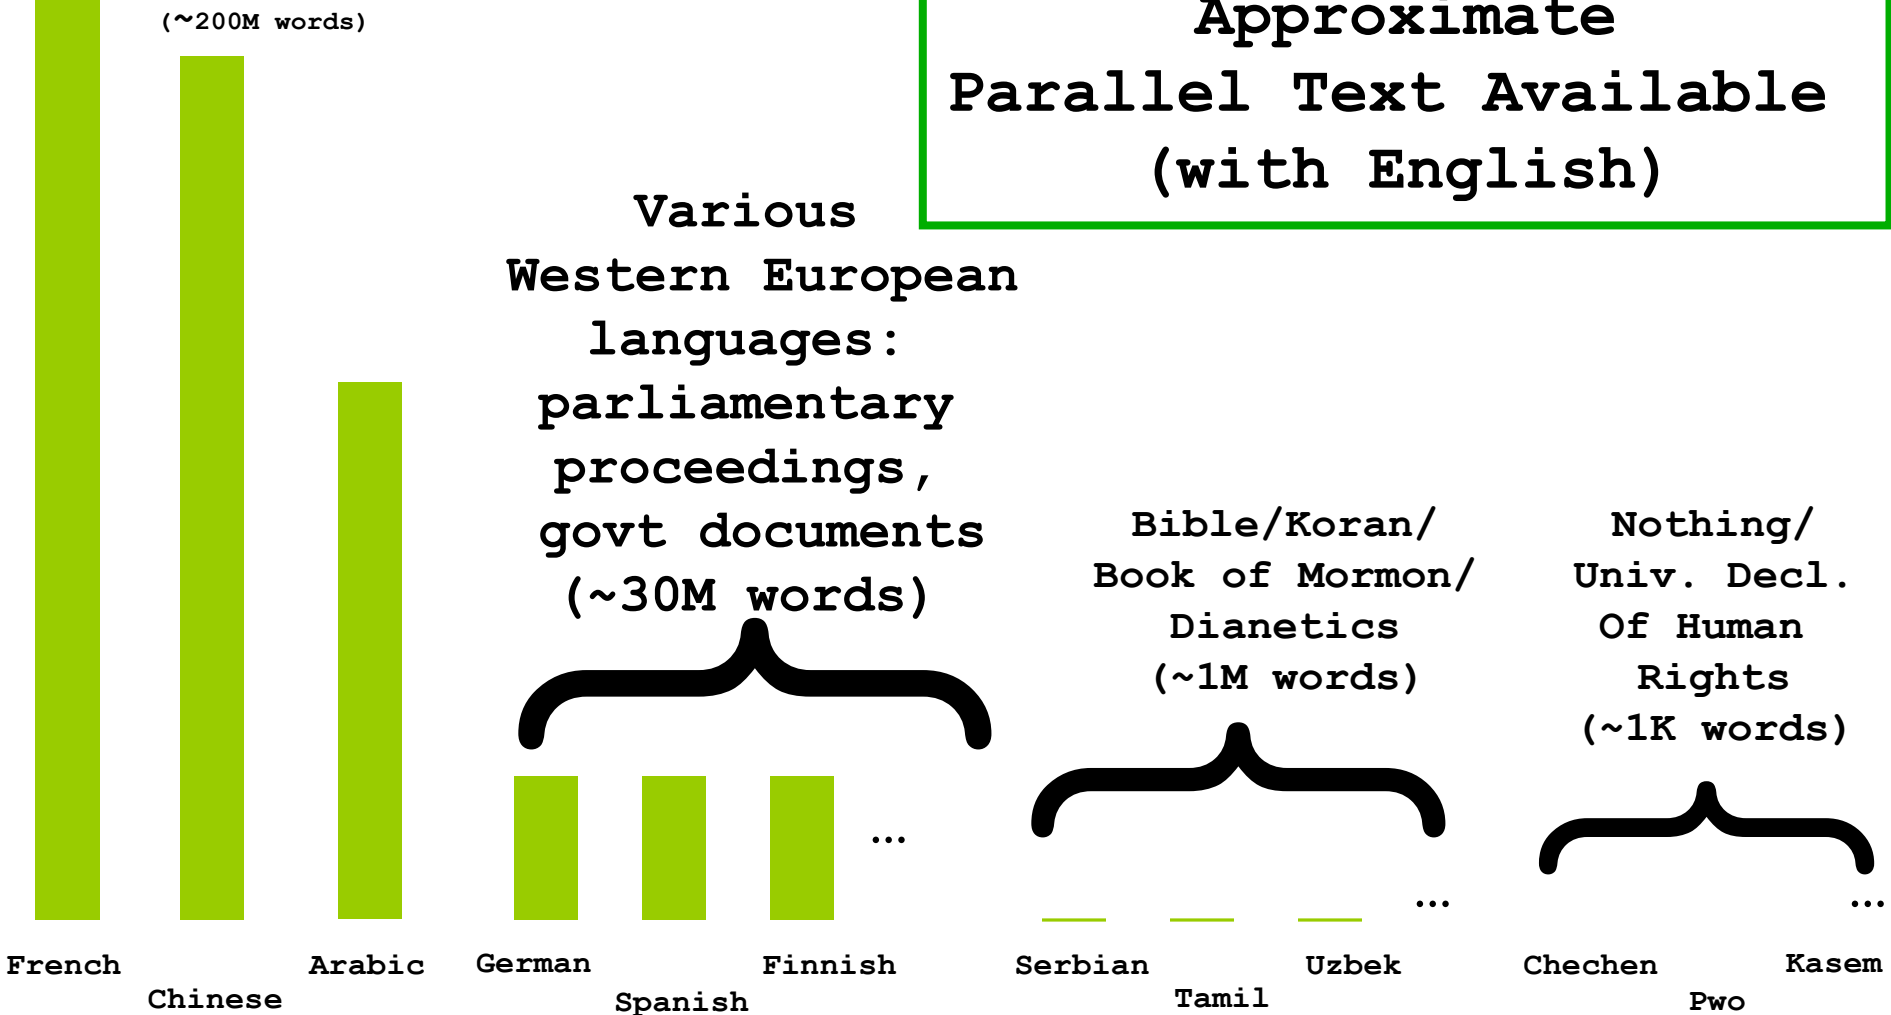 (~200M words)
Approximate
Parallel Text Available
(with English)
Various
Western European
languages:
parliamentary
proceedings,
govt documents
(~30M words)
Bible/Koran/
Book of Mormon/
Dianetics
(~1M words)
Nothing/
Univ. Decl.
Of Human
Rights
(~1K words)
…
…
…
French
Chinese
Arabic
German
Spanish
Finnish
Serbian
Tamil
Uzbek
Chechen
Pwo
Kasem